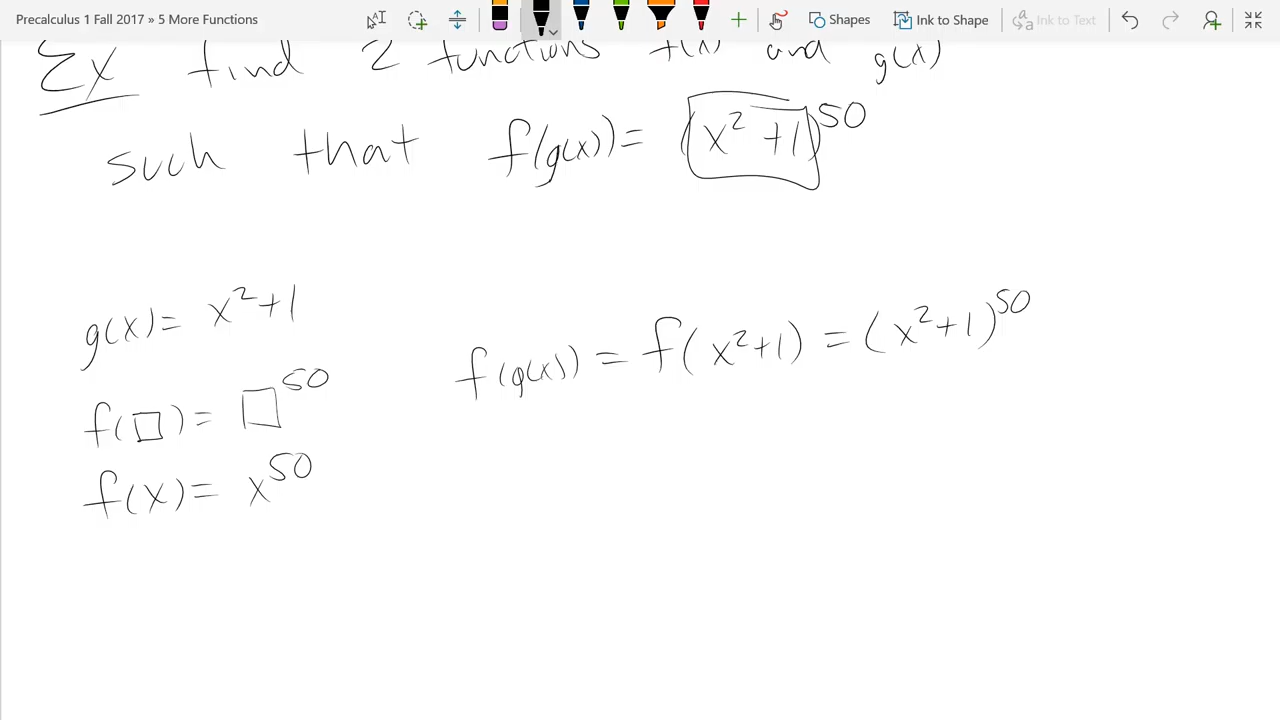 Precalculus 1 Fall 2017 » 5 More Functions
Shapes
Ink to Shape
Ink to Text
Ex find 2 functions f(x) and g(x)
such that f(g(x)) = (x² +1)⁵⁰
g(x) = x²+1
f(g(x)) = f(x²+1) = (x²+1)⁵⁰
f(□) = □⁵⁰
f(x) = x⁵⁰